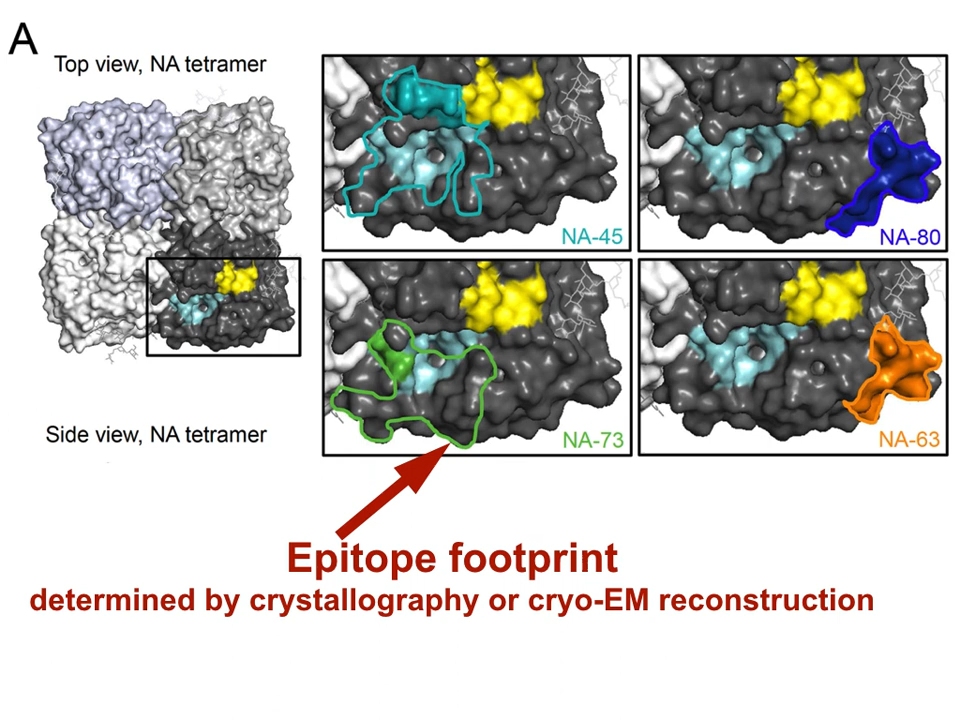 A
Top view, NA tetramer
NA-45
NA-80
Side view, NA tetramer
NA-73
NA-63
Epitope footprint
determined by crystallography or cryo-EM reconstruction